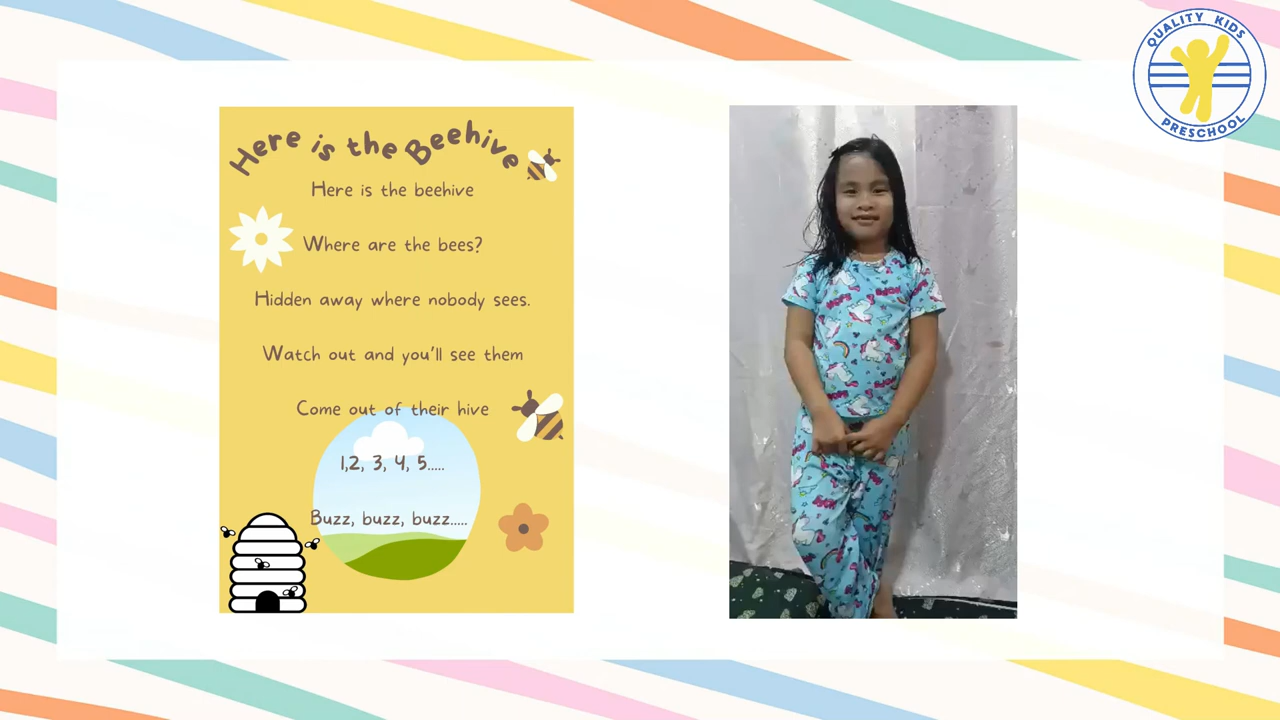 Here is the Beehive
Here is the beehive
Where are the bees?
Hidden away where nobody sees.
Watch out and you'll see them
Come out of their hive
1,2, 3, 4, 5.....
Buzz, buzz, buzz.....
QUALITY KIDS
PRESCHOOL